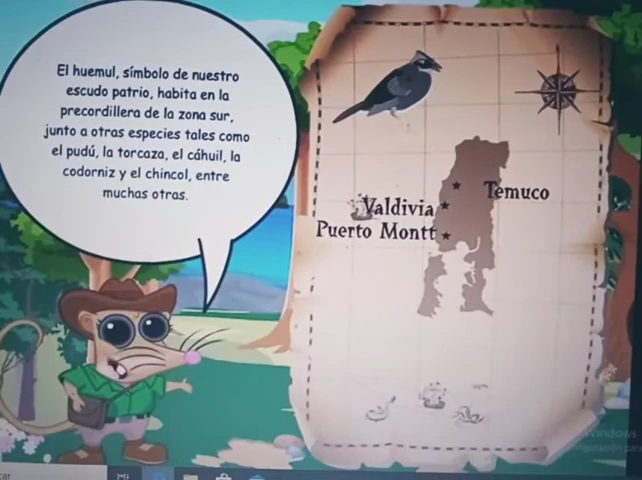 El huemul, símbolo de nuestro
escudo patrio, habita en la
precordillera de la zona sur,
junto a otras especies tales como
el pudú, la torcaza, el cáhuil, la
codorniz y el chincol, entre
muchas otras.
Temuco
Valdivia
Puerto Montt
Windows